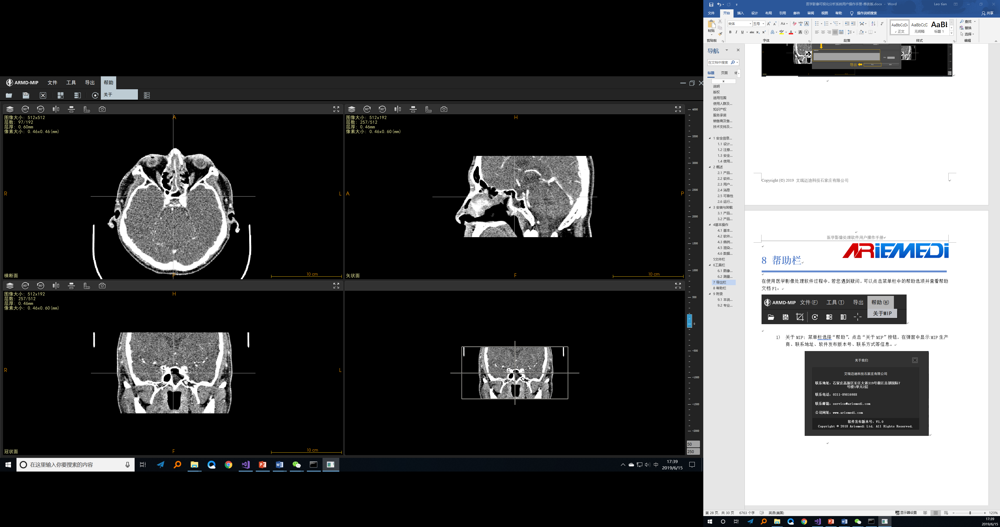 ARMD-MIP 文件 工具 导出 帮助
关于
图像大小: 512x512
层数: 97/192
层厚: 0.60mm
像素大小: 0.46x0.46(mm)
A
R
L
P
横断面
10 cm
图像大小: 512x192
层数: 257/512
层厚: 0.46mm
像素大小: 0.46x0.60(mm)
H
A
P
F
矢状面
10 cm
图像大小: 512x192
层数: 257/512
层厚: 0.46mm
像素大小: 0.46x0.60(mm)
H
R
L
F
冠状面
10 cm
4000
3500
3000
2500
2000
1500
1000
500
0
-500
-1000
-1500
-2000
50
250
在这里输入你要搜索的内容
中
17:39
2019/6/15
医学影像可视化分析系统用户操作手册-修改版.docx - Word
Leo tian
文件 开始 插入 设计 布局 引用 邮件 审阅 视图 帮助 操作说明搜索
共享
粘贴
剪贴板
宋体 五号
字体
段落
AaBbCcDı AaBbCcD AaBb
正文 无间隔 标题 1
样式
查找
替换
选择
编辑
导航
在文档中搜索
标题 页面
说明
版权
适用范围
使用人群及...
知识产权
服务承诺
销售商及售...
技术支持及...
1 安全信息...
1.1 设计...
1.2 注意...
1.3 安全...
1.4 使用...
2 概述
2.1 产品...
2.2 软件...
2.3 用户...
2.4 消息
2.5 可靠性
2.6 运行...
3 安装与卸载
3.1 产品...
3.2 产品...
4基本操作
4.1 基本...
4.2 软件...
4.3 病例...
4.5 渲染...
4.6 数据...
5文件栏
6工具栏
6.1 图像...
6.2 测量...
7 导出栏
8 帮助栏
9 附录
9.1 本说...
9.2 专业...
导出
Copyright (©) 2019 艾瑞迈迪科技石家庄有限公司
医学影像处理软件用户操作手册
ARIEMEDI
8 帮助栏
在使用医学影像处理软件过程中，若您遇到疑问，可以点击菜单栏中的帮助选项并查看帮助
文档 F1：
ARMD-MIP 文件(F) 工具(T) 导出 帮助(H)
关于MIP
1) 关于 MIP: 菜单栏选择“帮助”，点击“关于 MIP”按钮，在弹窗中显示 MIP 生产
商、联系地址、软件发布版本号、联系方式等信息。
关于我们
艾瑞迈迪科技石家庄有限公司
联系地址：石家庄高新区长江大道319号润江总部国际7
号楼1单元2层
联系电话：0311-89816988
联系邮箱：service@ariemedi.com
公司网址：www.ariemedi.com
软件发布版本号：V1.0
Copyright © 2018 Ariemedi Ltd. All Rights Reserved.
第 28 页，共 30 页 6763 个字 英语(美国)
显示器设置
123%
17:39
2019/6/15